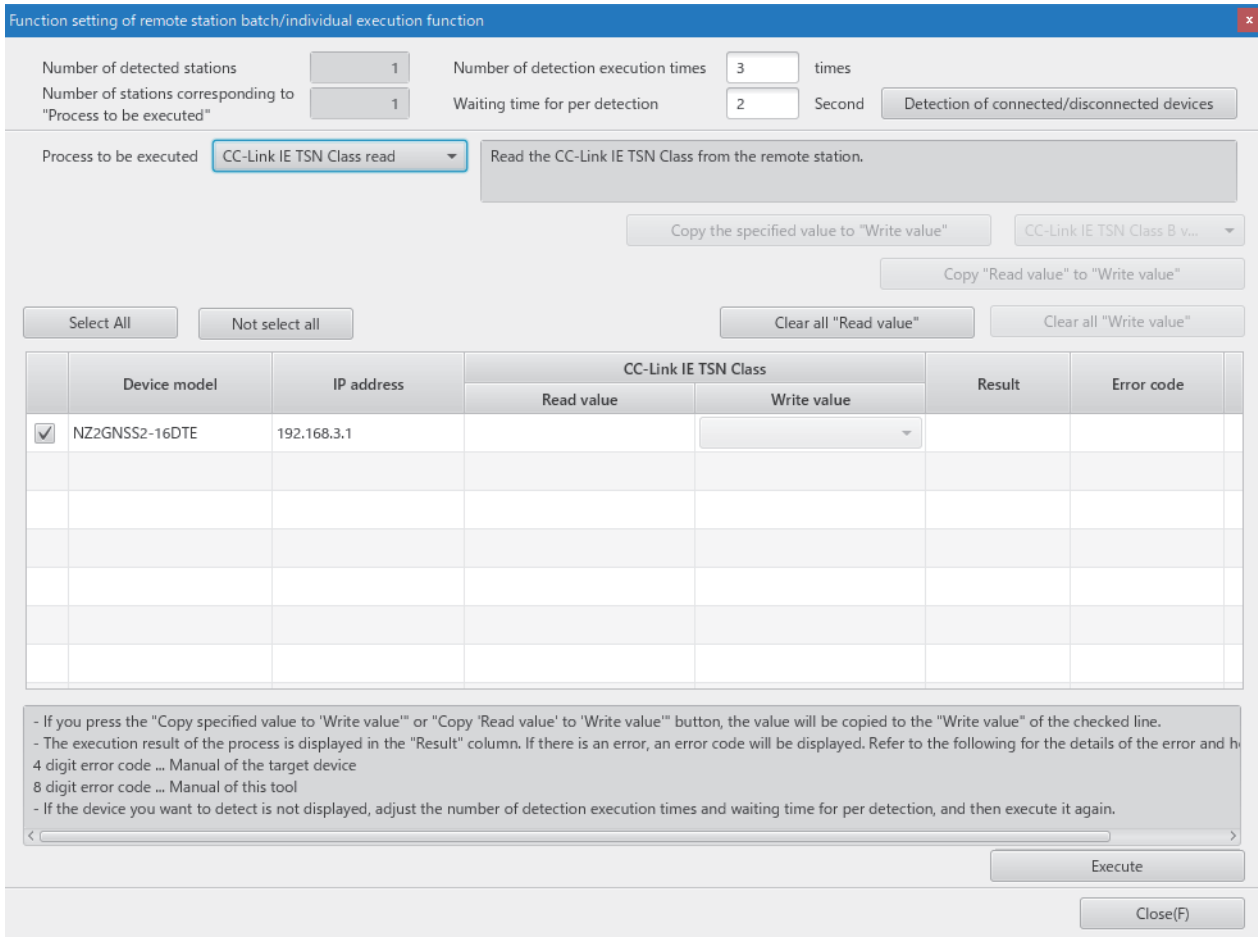 Function setting of remote station batch/individual execution function
x
Number of detected stations 1 Number of detection execution times 3 times
Number of stations corresponding to
"Process to be executed" 1 Waiting time for per detection 2 Second Detection of connected/disconnected devices
Process to be executed CC-Link IE TSN Class read Read the CC-Link IE TSN Class from the remote station.
Copy the specified value to "Write value" CC-Link IE TSN Class B v...
Copy "Read value" to "Write value"
Select All Not select all Clear all "Read value" Clear all "Write value"
Device model IP address CC-Link IE TSN Class Result Error code
Read value Write value
NZ2GNSS2-16DTE 192.168.3.1
- If you press the "Copy specified value to 'Write value'" or "Copy 'Read value' to 'Write value'" button, the value will be copied to the "Write value" of the checked line.
- The execution result of the process is displayed in the "Result" column. If there is an error, an error code will be displayed. Refer to the following for the details of the error and
4 digit error code ... Manual of the target device
8 digit error code ... Manual of this tool
- If the device you want to detect is not displayed, adjust the number of detection execution times and waiting time for per detection, and then execute it again.
Execute
Close(F)